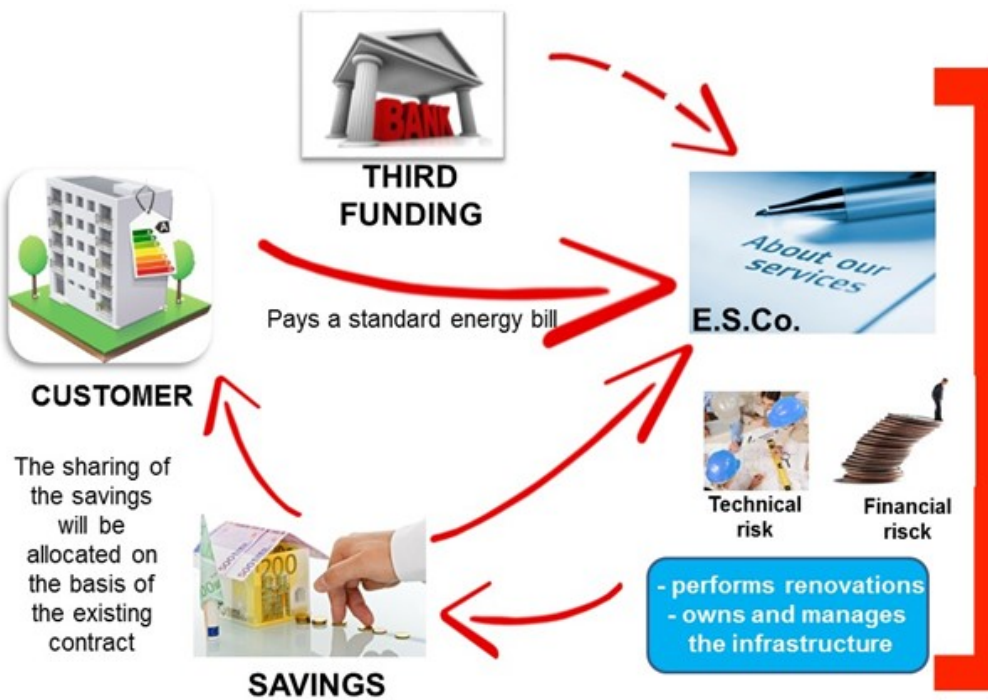 BANK
THIRD
FUNDING
A
About our
services
E.S.Co.
Pays a standard energy bill
CUSTOMER
The sharing of
the savings
will be
allocated on
the basis of
the existing
contract
Technical
risk
Financial
risck
200
- performs renovations
- owns and manages
the infrastructure
SAVINGS